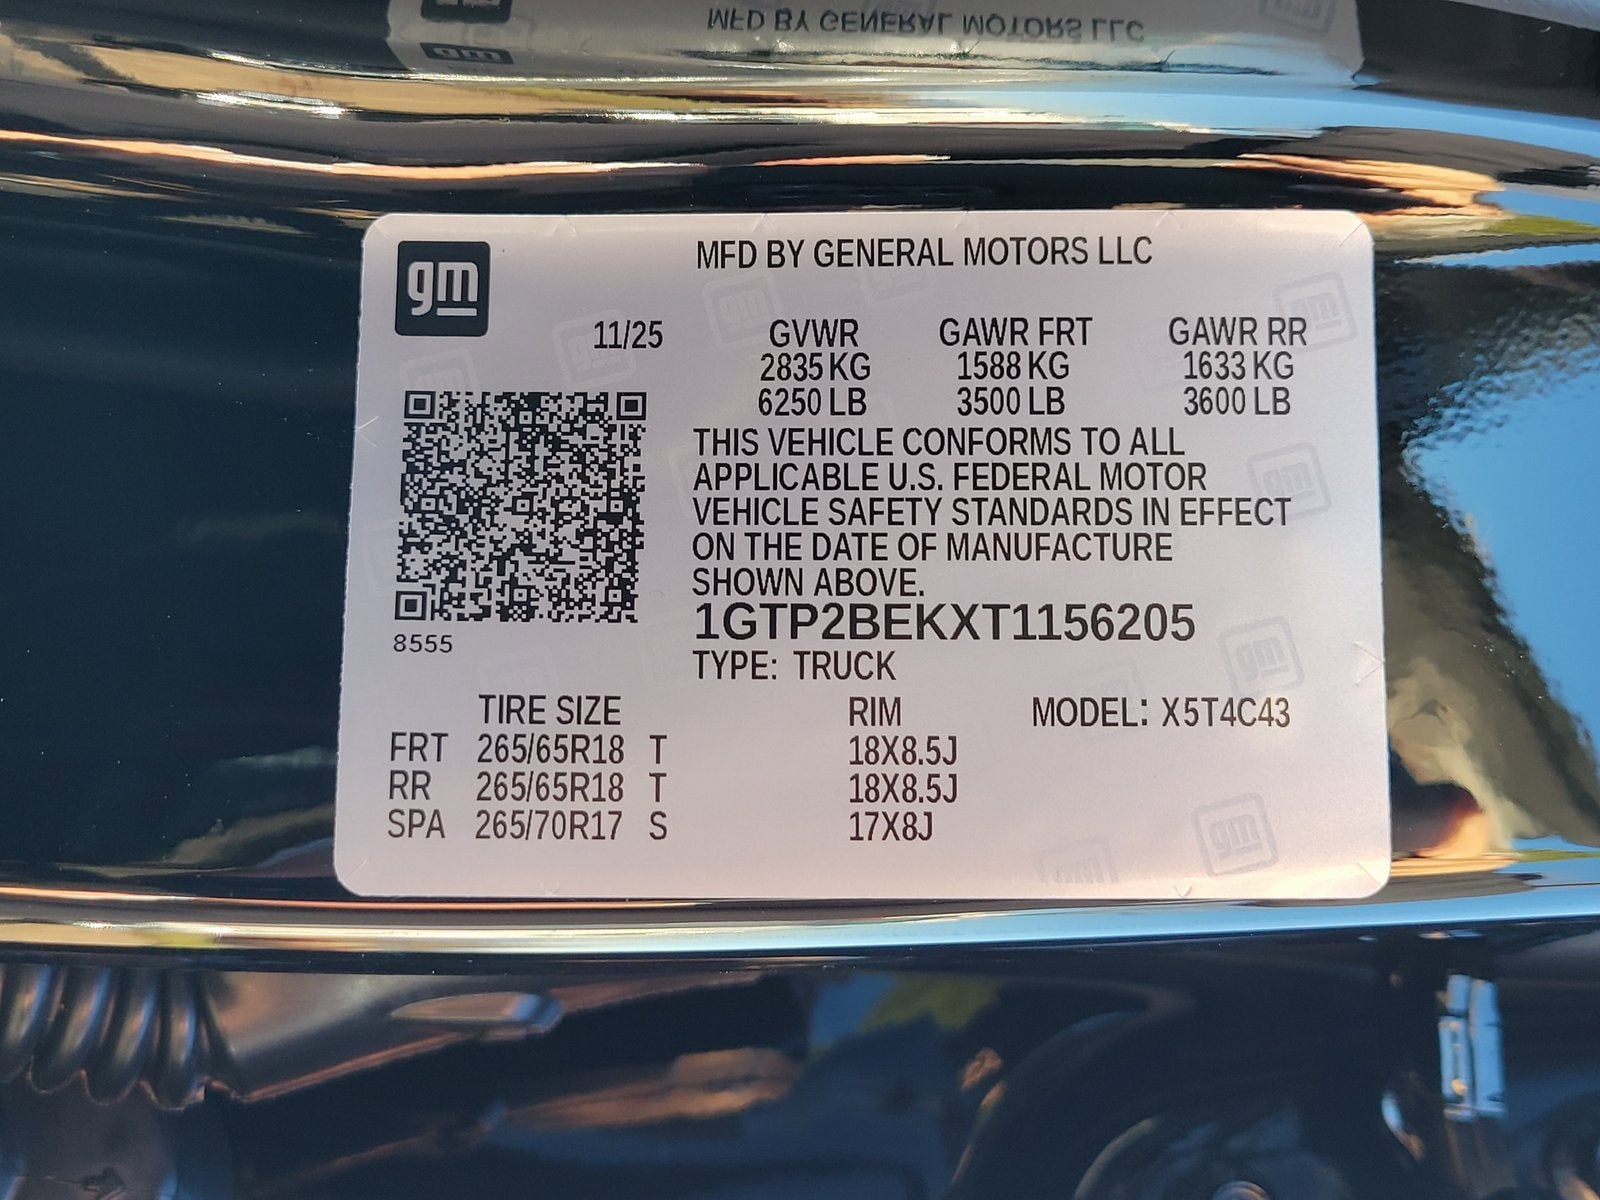 MFD BY GENERAL MOTORS LLC
gm
MFD BY GENERAL MOTORS LLC
gm
11/25 GVWR GAWR FRT GAWR RR
2835 KG 1588 KG 1633 KG
6250 LB 3500 LB 3600 LB
THIS VEHICLE CONFORMS TO ALL
APPLICABLE U.S. FEDERAL MOTOR
VEHICLE SAFETY STANDARDS IN EFFECT
ON THE DATE OF MANUFACTURE
SHOWN ABOVE.
1GTP2BEKXT1156205
8555
TYPE: TRUCK
TIRE SIZE RIM MODEL: X5T4C43
FRT 265/65R18 T 18X8.5J
RR 265/65R18 T 18X8.5J
SPA 265/70R17 S 17X8J